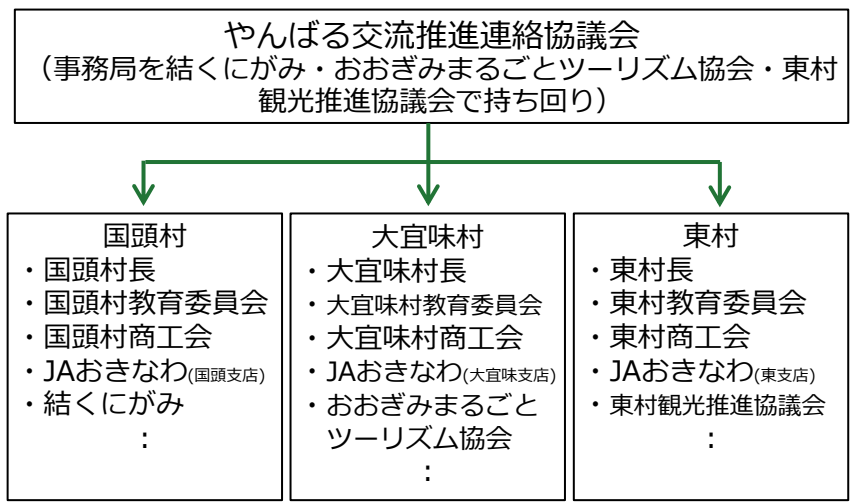 やんばる交流推進連絡協議会
（事務局を結くにがみ・おおぎみまるごとツーリズム協会・東村
観光推進協議会で持ち回り）
国頭村
・国頭村長
・国頭村教育委員会
・国頭村商工会
・JAおきなわ(国頭支店)
・結くにがみ
：
大宜味村
・大宜味村長
・大宜味村教育委員会
・大宜味村商工会
・JAおきなわ(大宜味支店)
・おおぎみまるごと
ツーリズム協会
：
東村
・東村長
・東村教育委員会
・東村商工会
・JAおきなわ(東支店)
・東村観光推進協議会
：